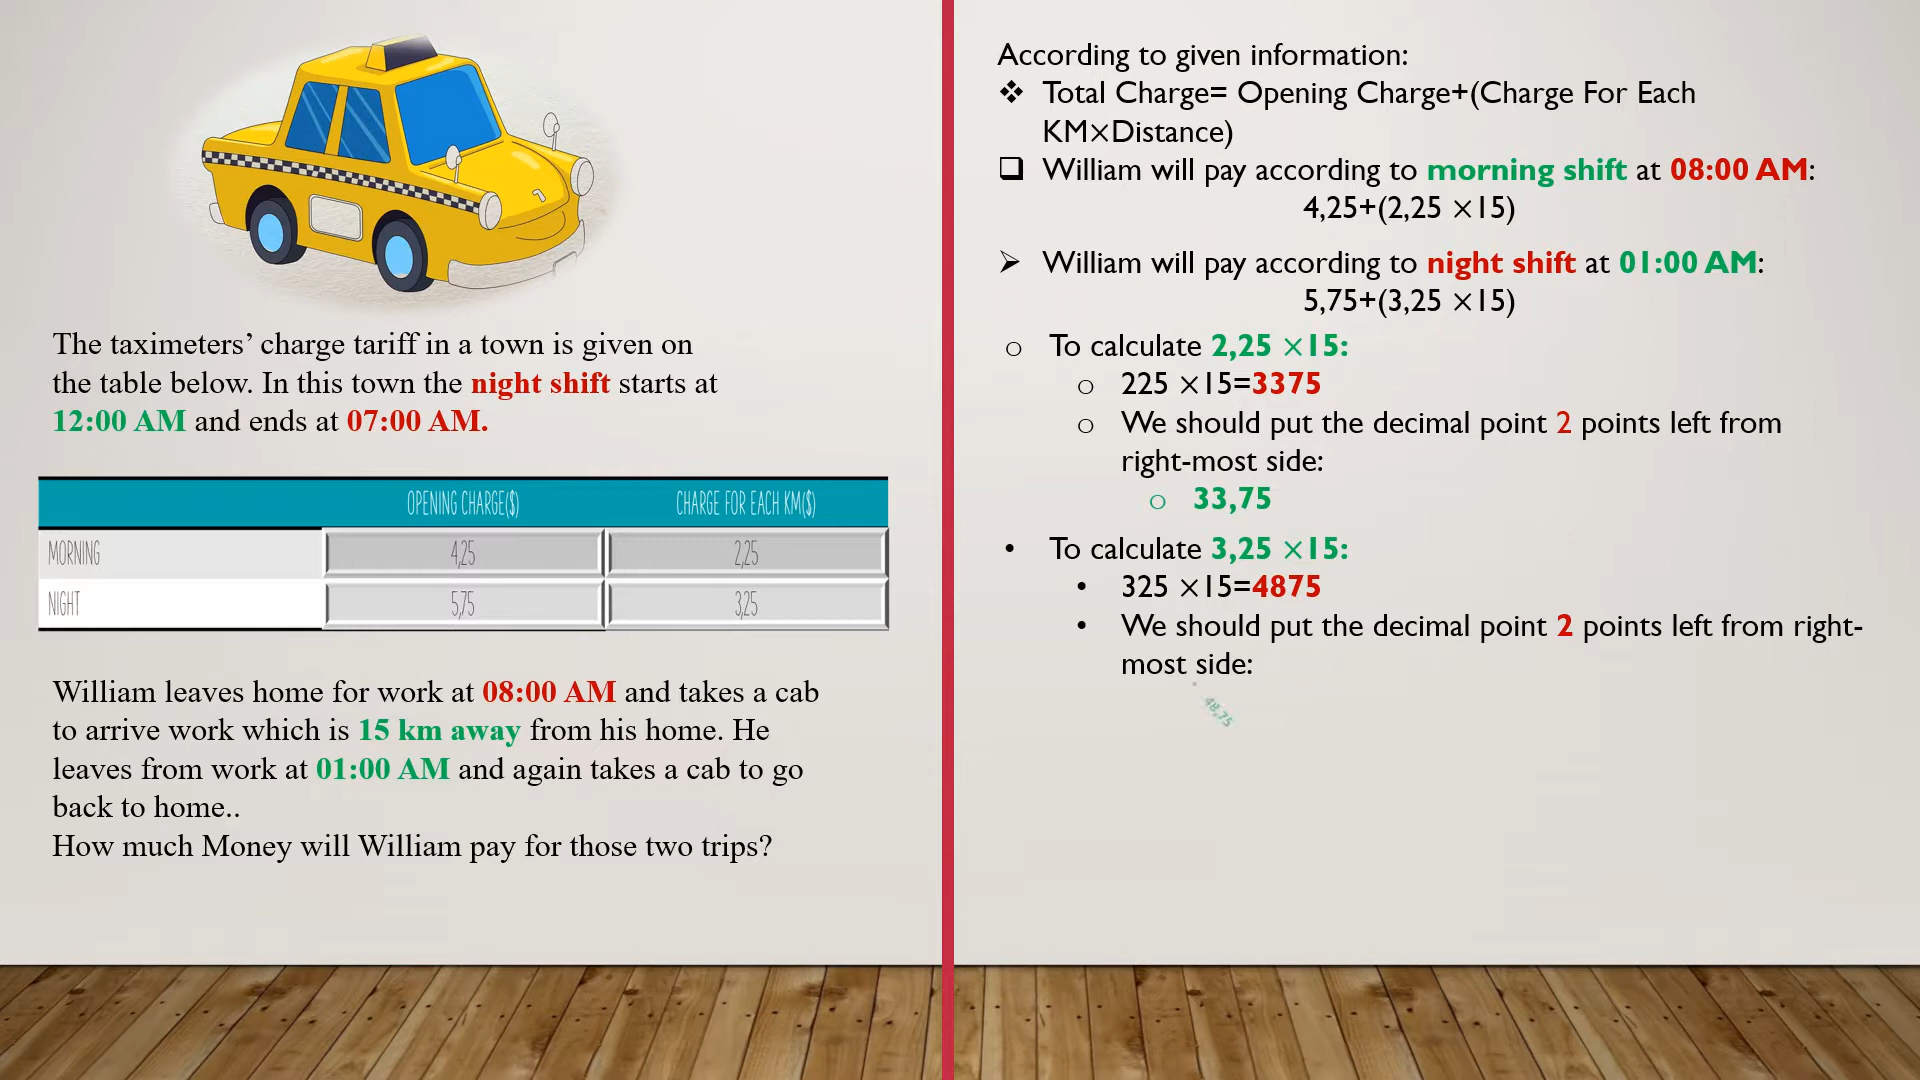 The taximeters’ charge tariff in a town is given on
the table below. In this town the night shift starts at
12:00 AM and ends at 07:00 AM.
OPENING CHARGE($) CHARGE FOR EACH KM($)
MORNING 4,25 2,25
NIGHT 5,75 3,25
William leaves home for work at 08:00 AM and takes a cab
to arrive work which is 15 km away from his home. He
leaves from work at 01:00 AM and again takes a cab to go
back to home..
How much Money will William pay for those two trips?
According to given information:
❖ Total Charge= Opening Charge+(Charge For Each
KM×Distance)
❑ William will pay according to morning shift at 08:00 AM:
4,25+(2,25 ×15)
➢ William will pay according to night shift at 01:00 AM:
5,75+(3,25 ×15)
o To calculate 2,25 ×15:
o 225 ×15=3375
o We should put the decimal point 2 points left from
right-most side:
o 33,75
• To calculate 3,25 ×15:
• 325 ×15=4875
• We should put the decimal point 2 points left from right-
most side:
48,75